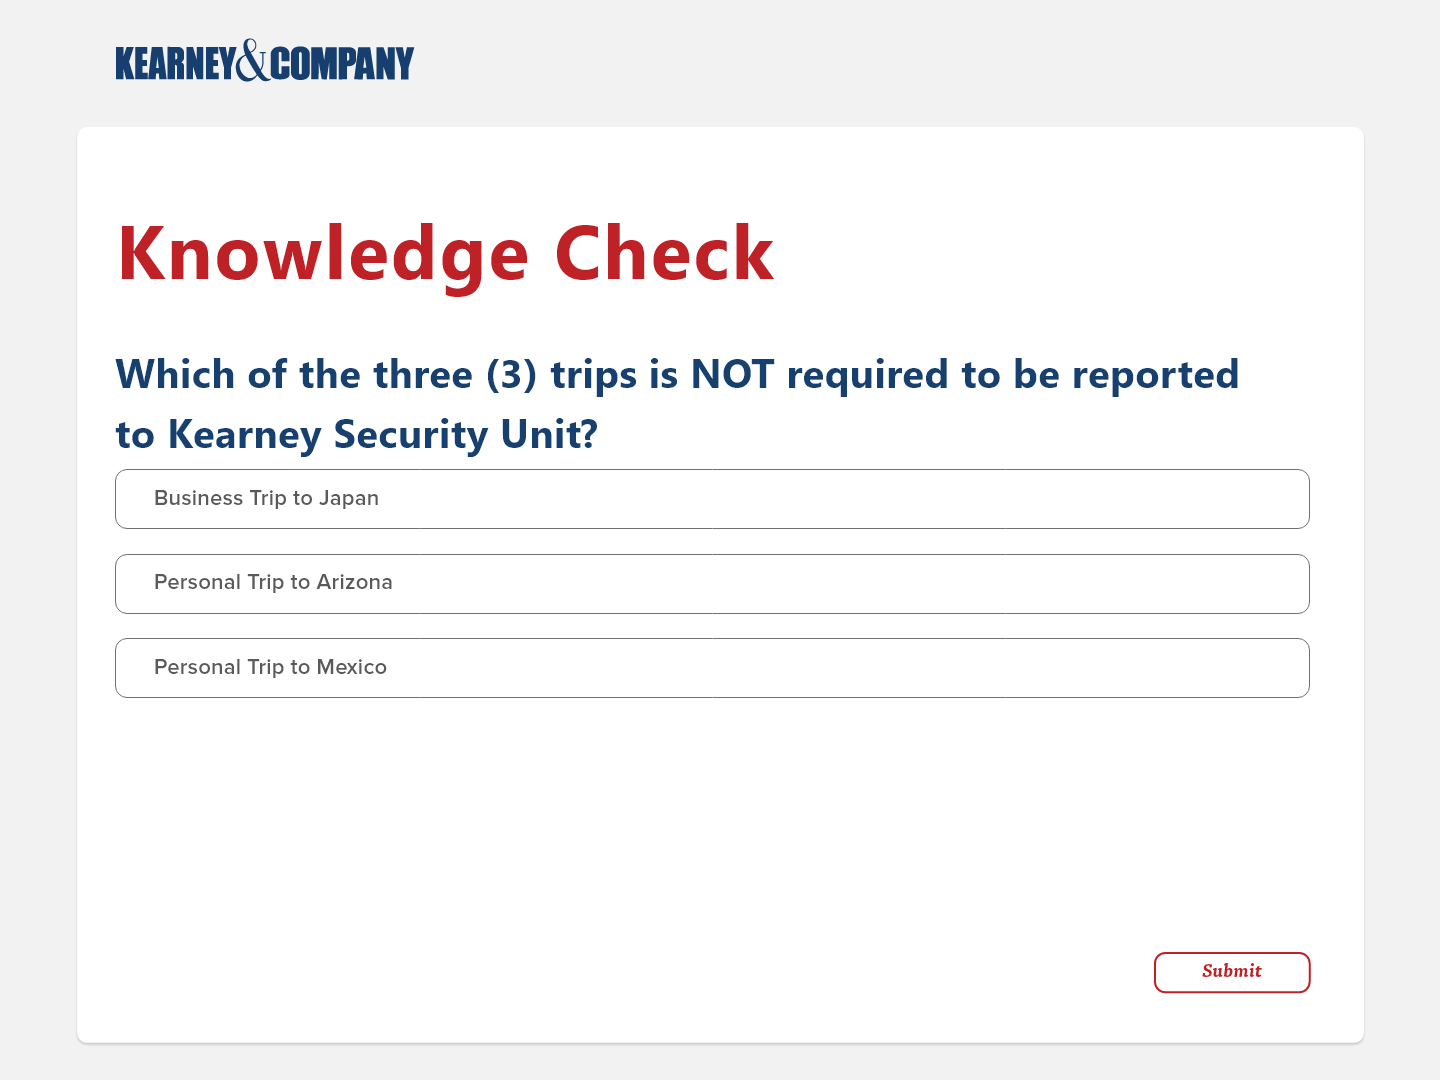 KEARNEY&COMPANY
Knowledge Check
Which of the three (3) trips is NOT required to be reported
to Kearney Security Unit?
Business Trip to Japan
Personal Trip to Arizona
Personal Trip to Mexico
Submit